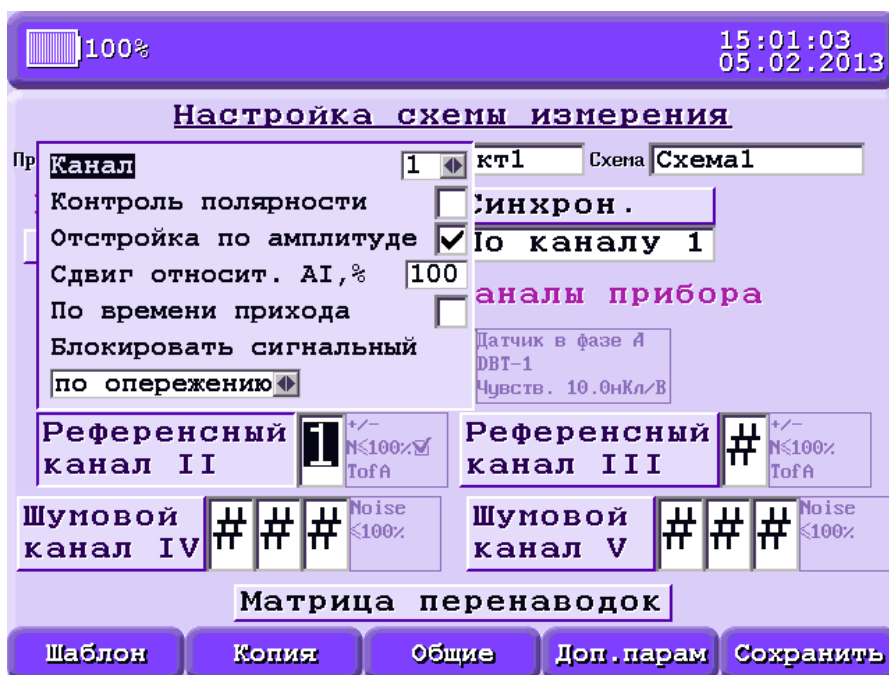 100%
15:01:03
05.02.2013
Настройка схемы измерения
Пр
кт1
Схема Схема1
Канал 1
Контроль полярности
Отстройка по амплитуде
Сдвиг относит. AI,% 100
По времени прихода
Блокировать сигнальный
по опережению
Синхрон.
По каналу 1
аналы прибора
Датчик в фазе А
DBT-1
Чувств. 10.0нКл/В
Референсный
канал II
1
+/-
N≤100%
TofA
Референсный
канал III
#
+/-
N≤100%
TofA
Шумовой
канал IV
# # #
Noise
≤100%
Шумовой
канал V
# # #
Noise
≤100%
Матрица перенаводок
Шаблон
Копия
Общие
Доп.парам
Сохранить